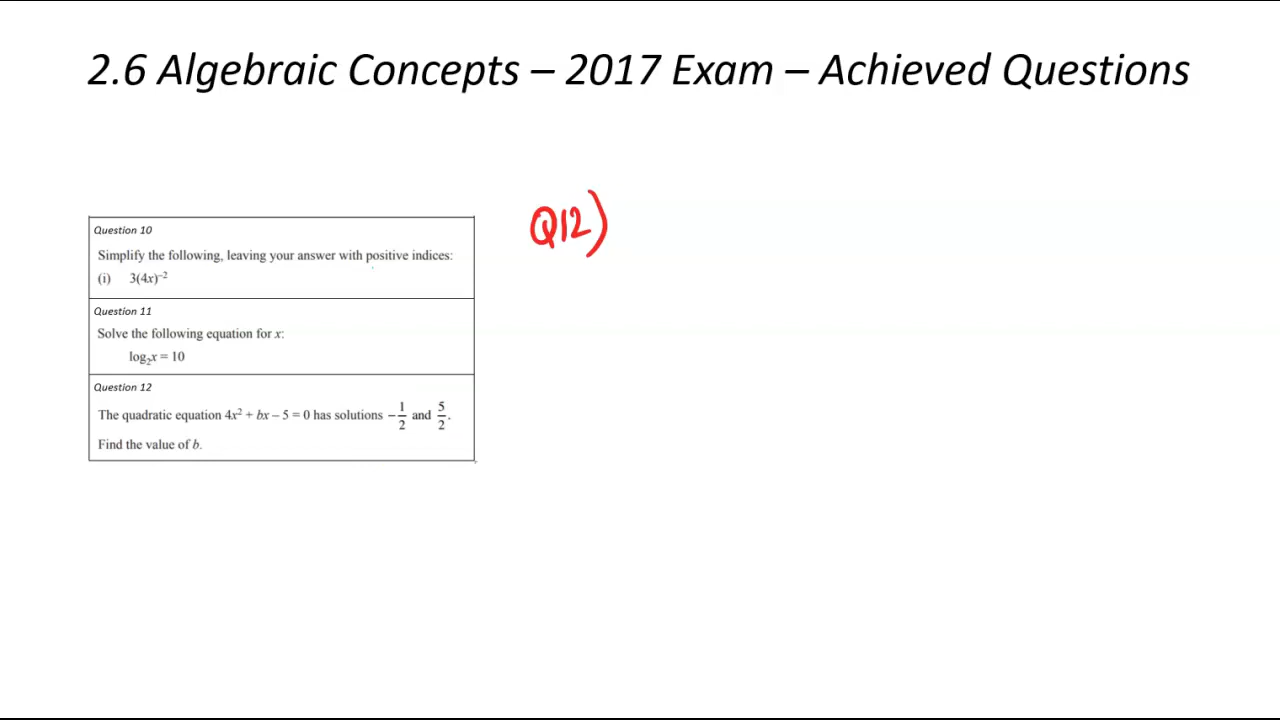 2.6 Algebraic Concepts – 2017 Exam – Achieved Questions
Q12)
Question 10
Simplify the following, leaving your answer with positive indices:
(i) 3(4x)⁻²
Question 11
Solve the following equation for x:
log₂x = 10
Question 12
The quadratic equation 4x² + bx – 5 = 0 has solutions –1/2 and 5/2.
Find the value of b.